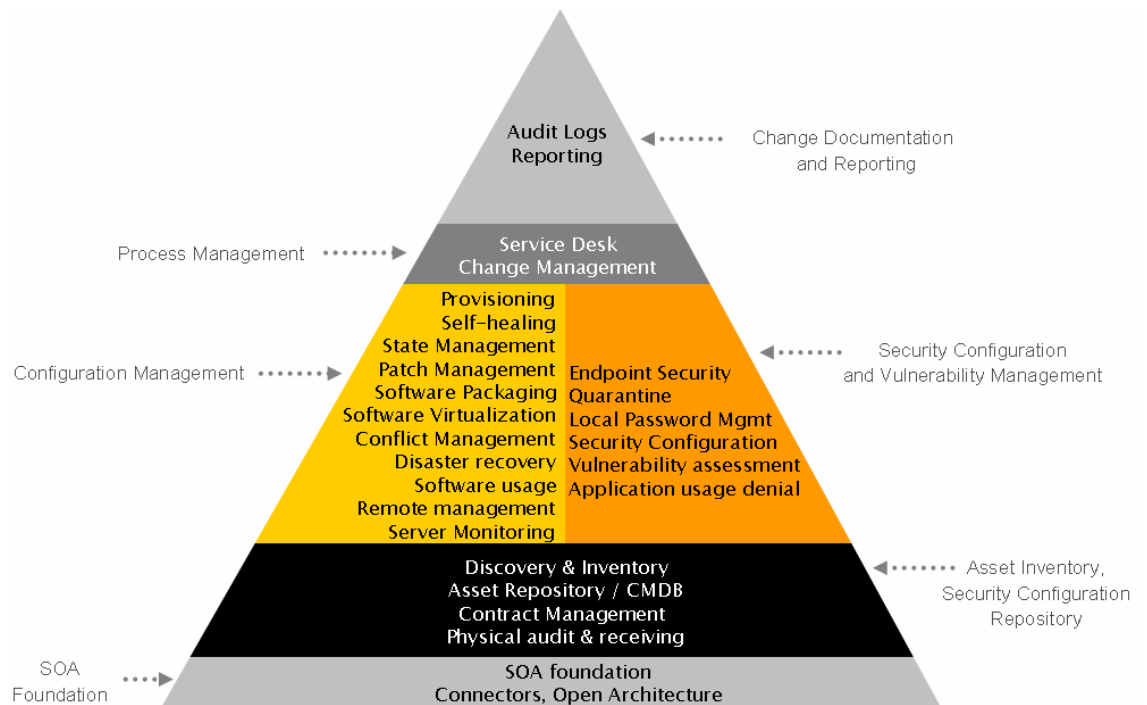 Audit Logs
Reporting
Change Documentation
and Reporting
Process Management
Service Desk
Change Management
Configuration Management
Provisioning
Self-healing
State Management
Patch Management
Software Packaging
Software Virtualization
Conflict Management
Disaster recovery
Software usage
Remote management
Server Monitoring
Endpoint Security
Quarantine
Local Password Mgmt
Security Configuration
Vulnerability assessment
Application usage denial
Security Configuration
and Vulnerability Management
Discovery & Inventory
Asset Repository / CMDB
Contract Management
Physical audit & receiving
Asset Inventory,
Security Configuration
Repository
SOA
Foundation
SOA foundation
Connectors, Open Architecture